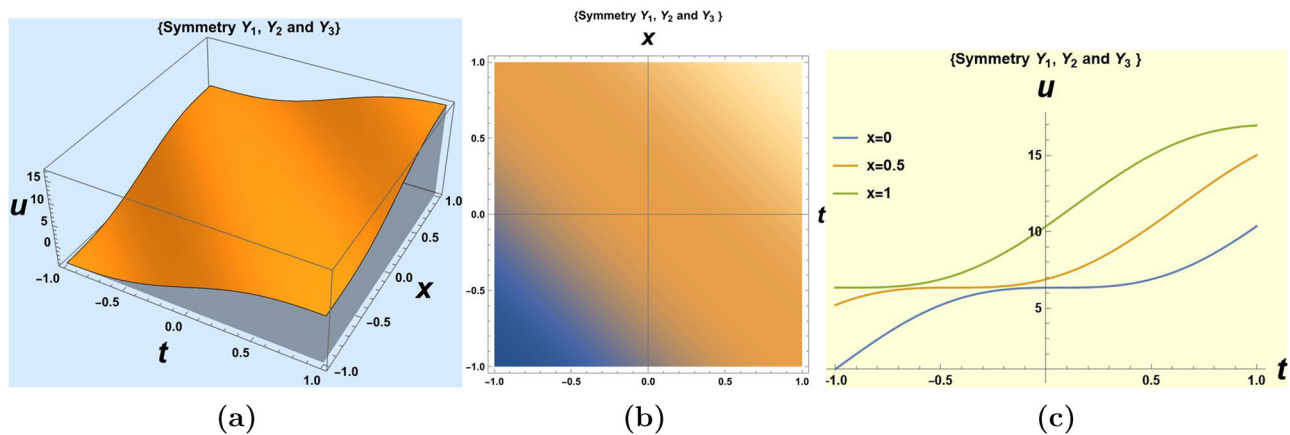 {Symmetry Y1, Y2 and Y3}
15
10
5
0
u
-1.0
-0.5
0.0
0.5
1.0
t
1.0
0.5
0.0
-0.5
-1.0
x
(a)
{Symmetry Y1, Y2 and Y3 }
x
1.0
0.5
0.0
-0.5
-1.0
t
-1.0 -0.5 0.0 0.5 1.0
(b)
{Symmetry Y1, Y2 and Y3 }
u
x=0
x=0.5
x=1
15
10
5
-1.0 -0.5 0.5 1.0
t
(c)